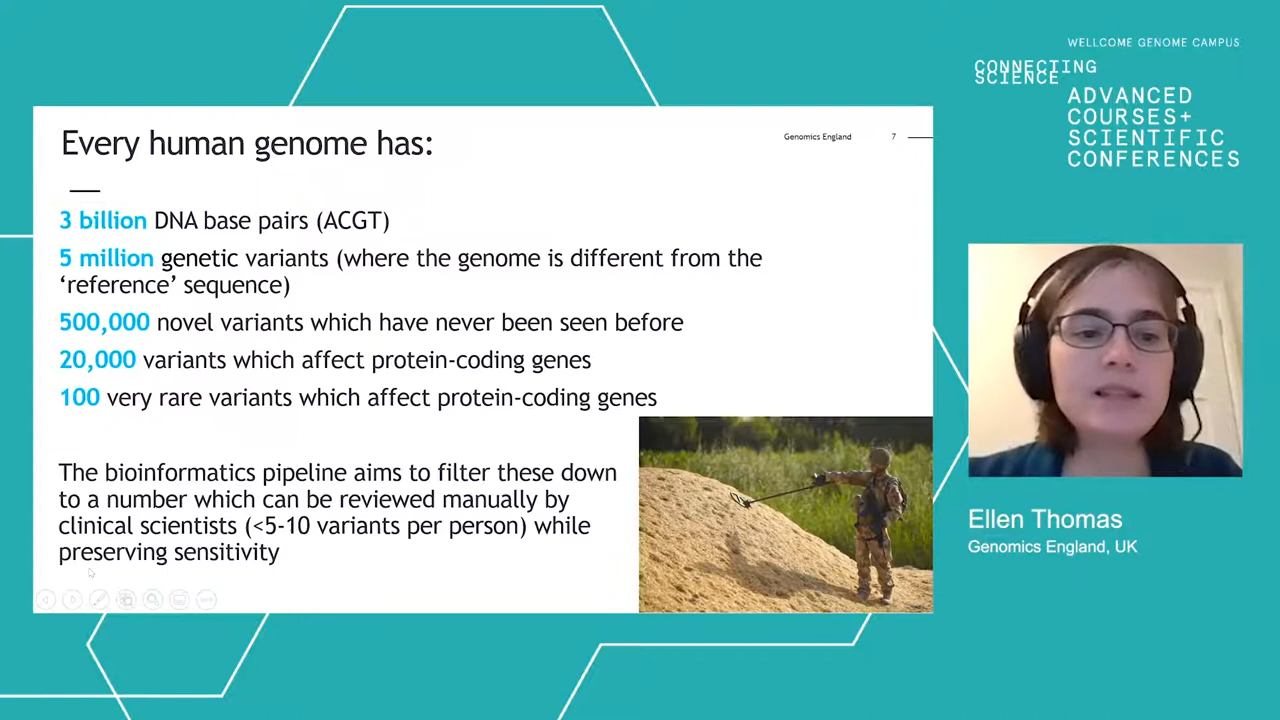 WELLCOME GENOME CAMPUS
CONNECTING
SCIENCE
ADVANCED
COURSES+
SCIENTIFIC
CONFERENCES
Every human genome has:
Genomics England 7
3 billion DNA base pairs (ACGT)
5 million genetic variants (where the genome is different from the
‘reference’ sequence)
500,000 novel variants which have never been seen before
20,000 variants which affect protein-coding genes
100 very rare variants which affect protein-coding genes
The bioinformatics pipeline aims to filter these down
to a number which can be reviewed manually by
clinical scientists (<5-10 variants per person) while
preserving sensitivity
Ellen Thomas
Genomics England, UK